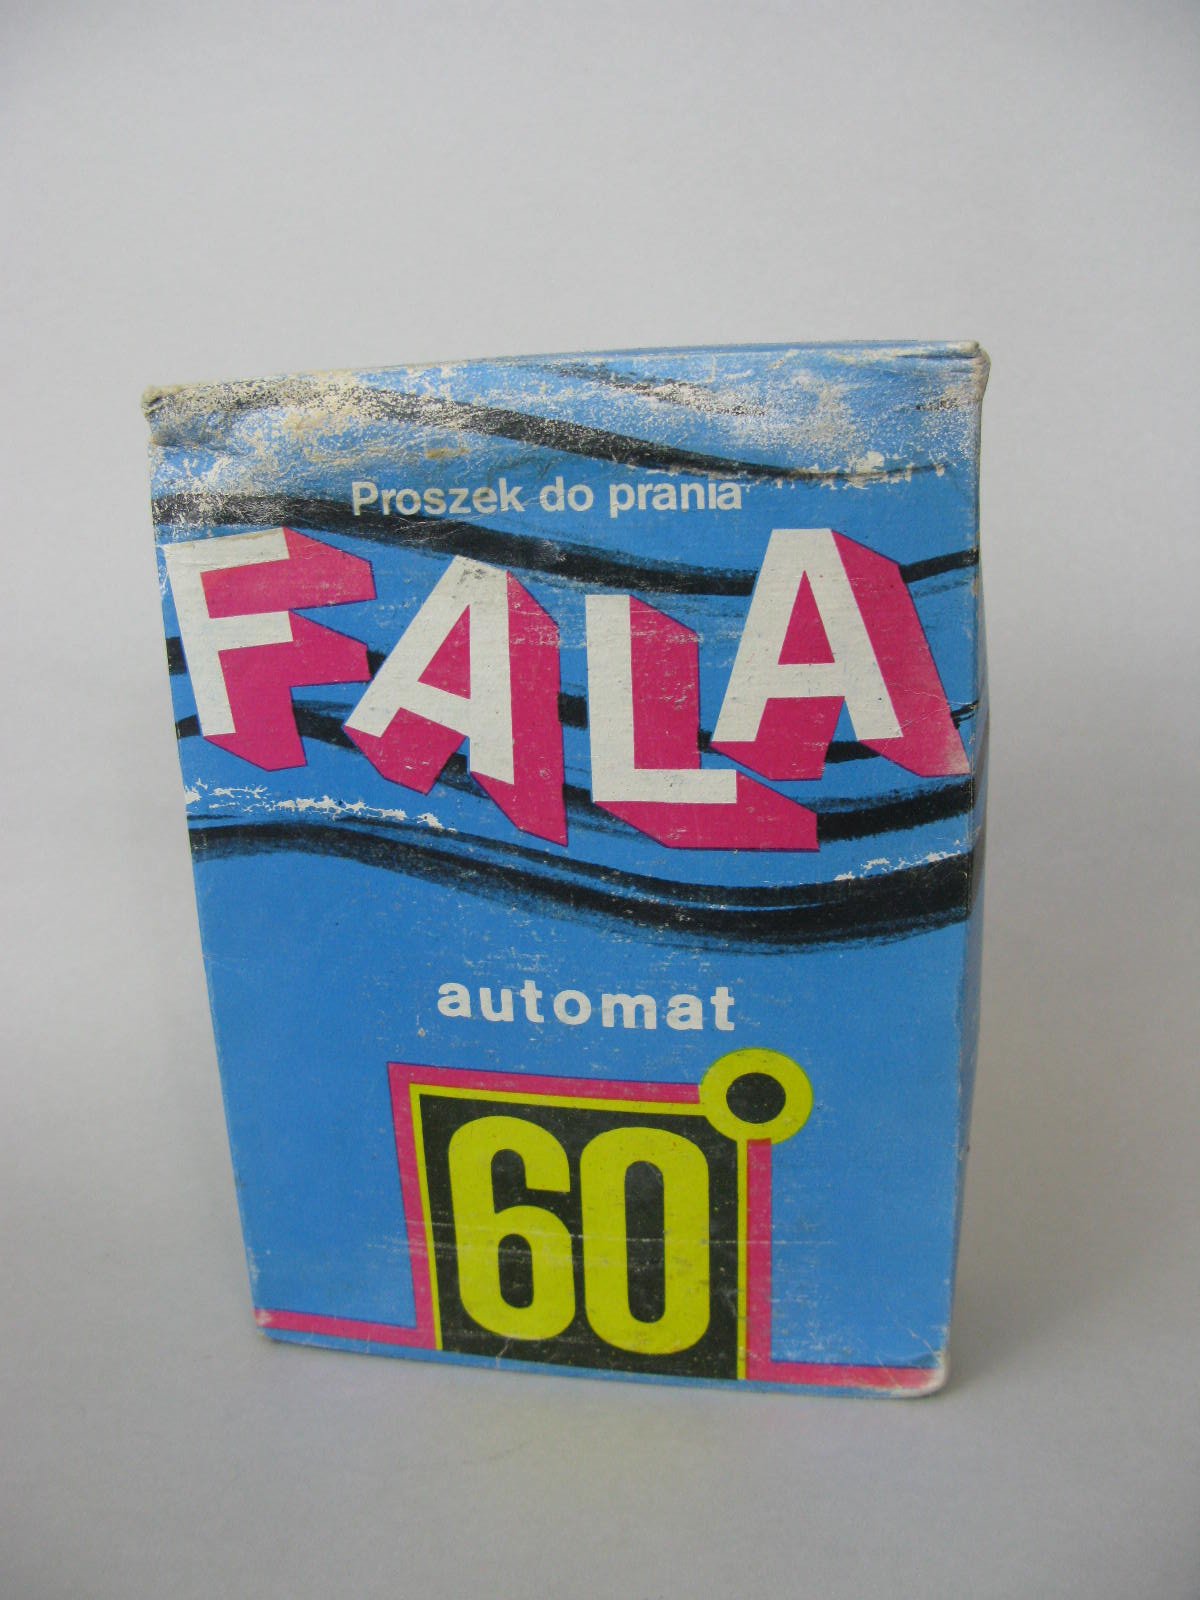 Proszek do prania
FALA
automat
60°